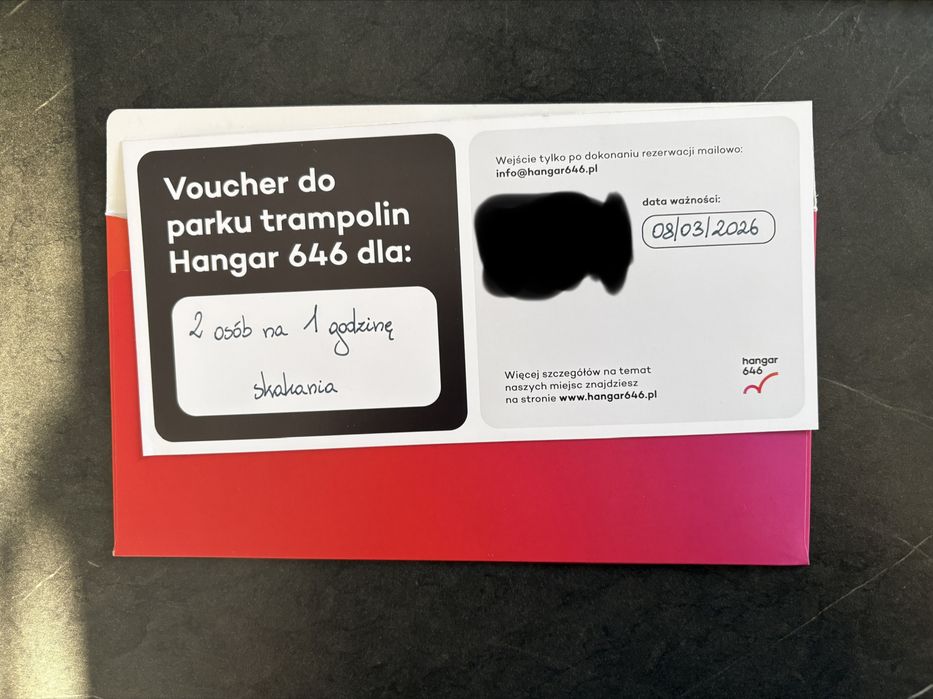 Voucher do
parku trampolin
Hangar 646 dla:
2 osób na 1 godzinę
skakania
Wejście tylko po dokonaniu rezerwacji mailowo:
info@hangar646.pl
data ważności:
08/03/2026
Więcej szczegółów na temat
naszych miejsc znajdziesz
na stronie www.hangar646.pl
hangar
646